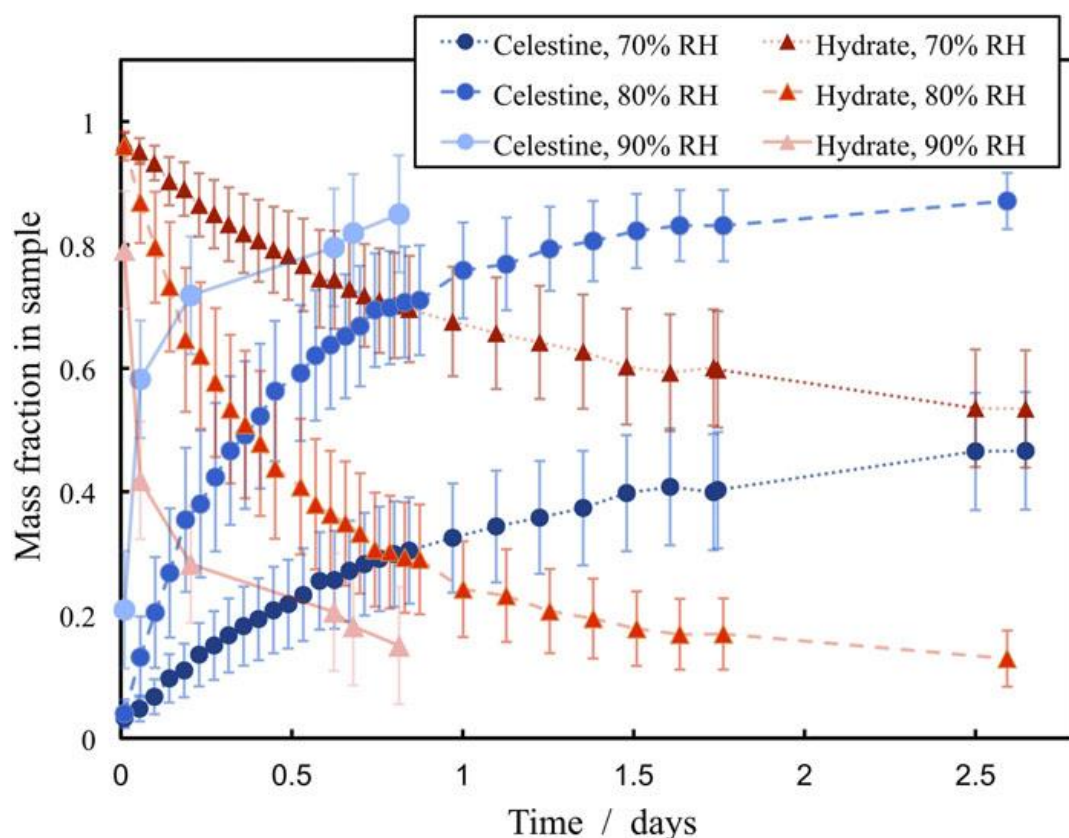 Celestine, 70% RH
Hydrate, 70% RH
Celestine, 80% RH
Hydrate, 80% RH
Celestine, 90% RH
Hydrate, 90% RH
Mass fraction in sample
1
0.8
0.6
0.4
0.2
0
0
0.5
1
1.5
2
2.5
Time / days